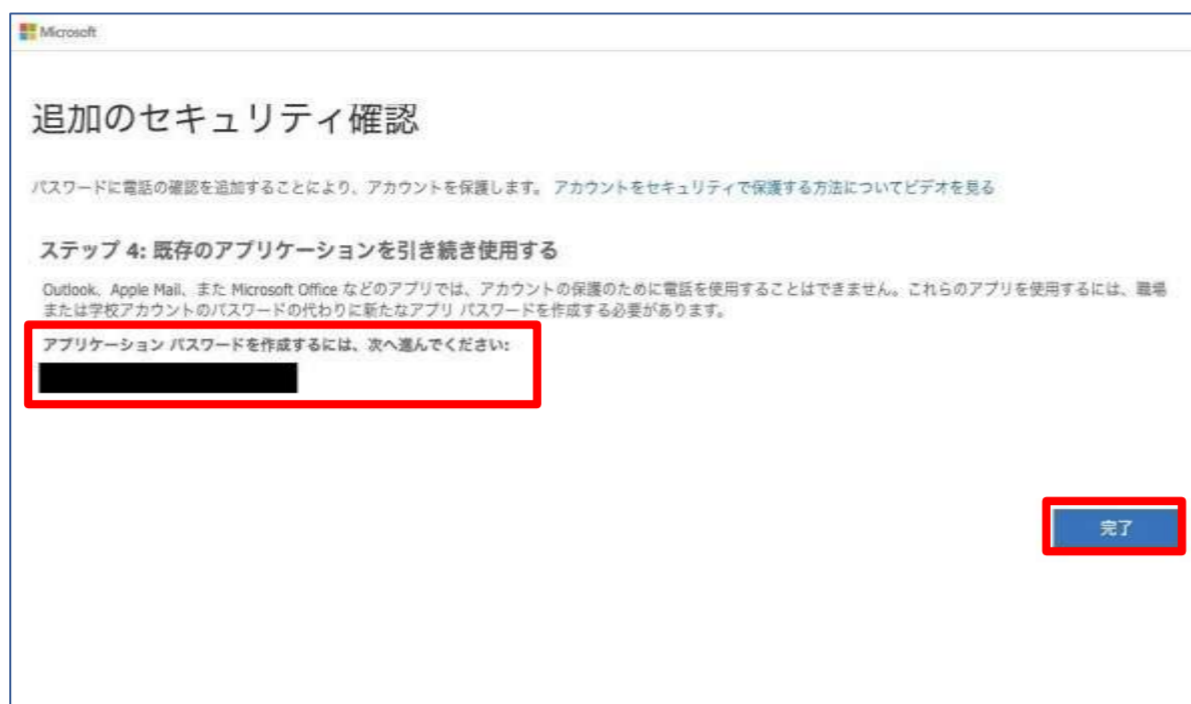 Microsoft
追加のセキュリティ確認
パスワードに電話の確認を追加することにより、アカウントを保護します。 アカウントをセキュリティで保護する方法についてビデオを見る
ステップ 4: 既存のアプリケーションを引き続き使用する
Outlook、Apple Mail、また Microsoft Office などのアプリでは、アカウントの保護のために電話を使用することはできません。これらのアプリを使用するには、職場
または学校アカウントのパスワードの代わりに新たなアプリ パスワードを作成する必要があります。
アプリケーション パスワードを作成するには、次へ進んでください:
完了